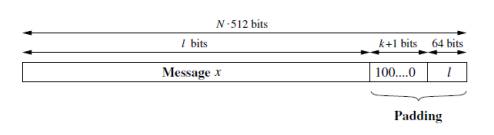 N·512 bits
l bits k+1 bits 64 bits
Message x 100....0 l
Padding